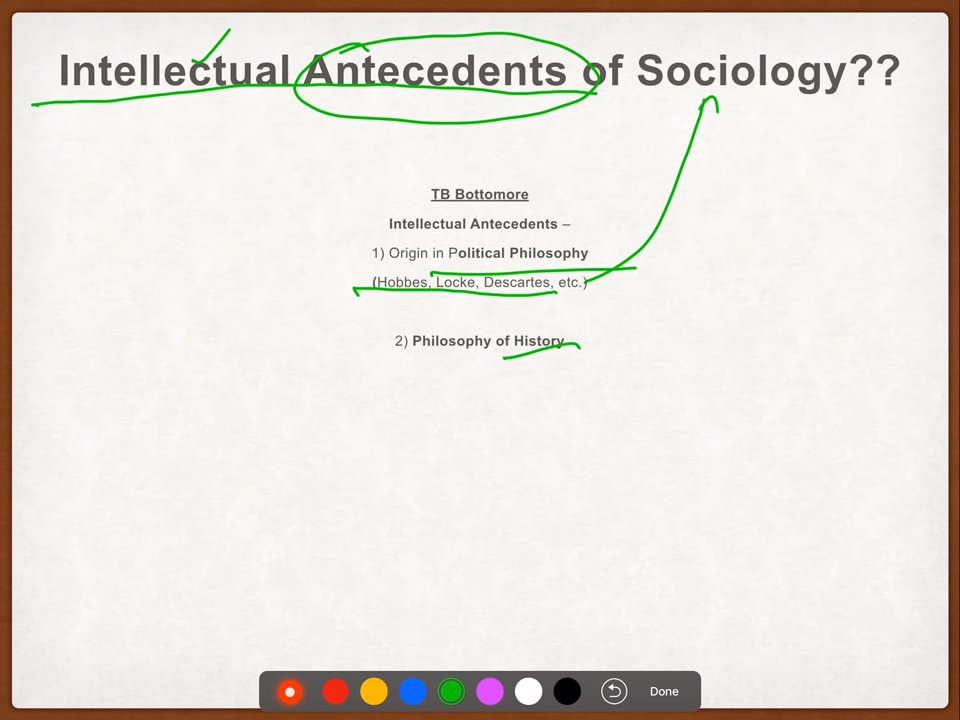 Intellectual Antecedents of Sociology??
TB Bottomore
Intellectual Antecedents –
1) Origin in Political Philosophy
(Hobbes, Locke, Descartes, etc.)
2) Philosophy of History
Done